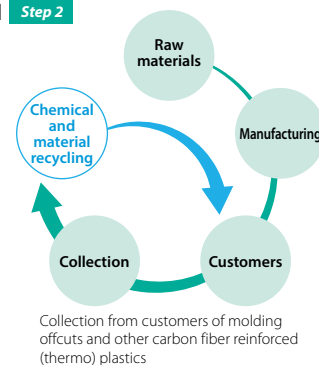 Step 2
Raw
materials
Chemical
and
material
recycling
Manufacturing
Collection
Customers
Collection from customers of molding
offcuts and other carbon fiber reinforced
(thermo) plastics